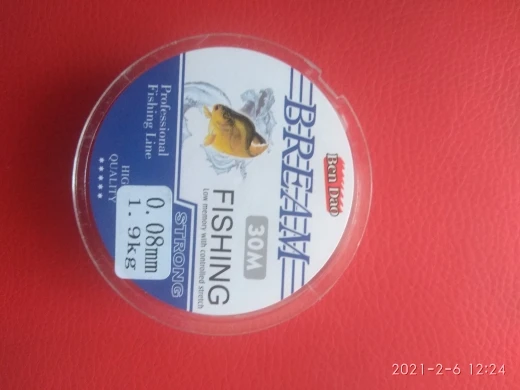 Ben Dao
BREAM
30M
FISHING
Low memory with controlled stretch
STRONG
Professional
Fishing Line
HIG
QUALITY
★★★★★
0.08mm
1.9kg
2021-2-6 12:24